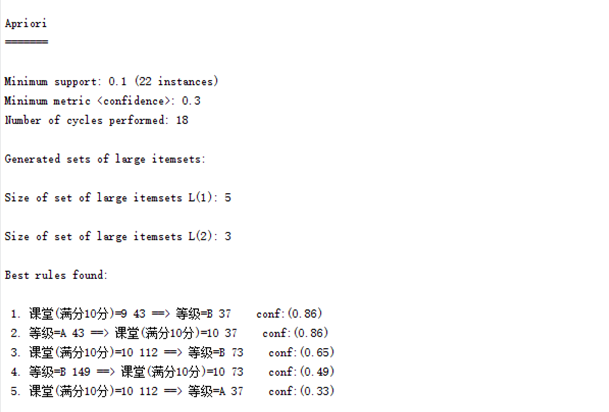 Apriori
=======
Minimum support: 0.1 (22 instances)
Minimum metric <confidence>: 0.3
Number of cycles performed: 18
Generated sets of large itemsets:
Size of set of large itemsets L(1): 5
Size of set of large itemsets L(2): 3
Best rules found:
1. 课堂(满分10分)=9 43 ==> 等级=B 37    conf:(0.86)
2. 等级=A 43 ==> 课堂(满分10分)=10 37    conf:(0.86)
3. 课堂(满分10分)=10 112 ==> 等级=B 73    conf:(0.65)
4. 等级=B 149 ==> 课堂(满分10分)=10 73    conf:(0.49)
5. 课堂(满分10分)=10 112 ==> 等级=A 37    conf:(0.33)